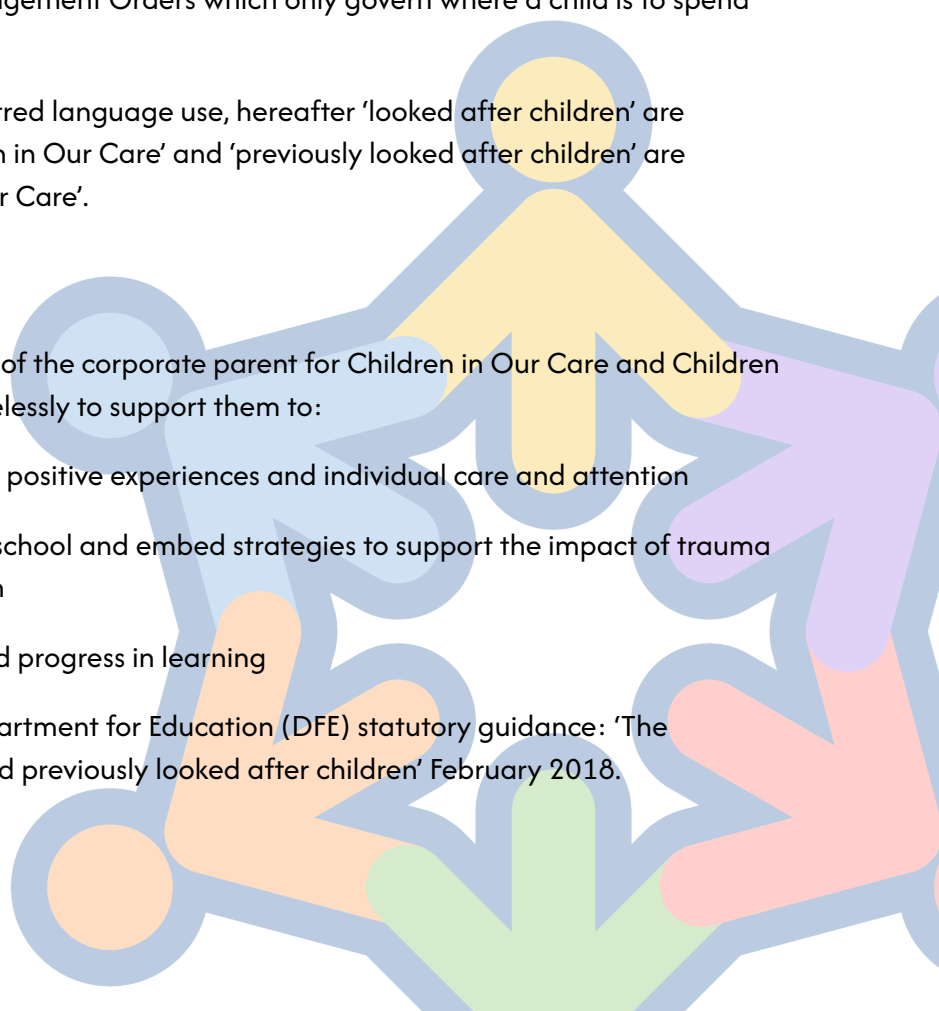 gement Orders which only govern where a child is to spend
rred language use, hereafter ‘looked after children’ are
n in Our Care’ and ‘previously looked after children’ are
r Care’.
of the corporate parent for Children in Our Care and Children
elessly to support them to:
positive experiences and individual care and attention
school and embed strategies to support the impact of trauma
n
d progress in learning
artment for Education (DFE) statutory guidance: ‘The
d previously looked after children’ February 2018.